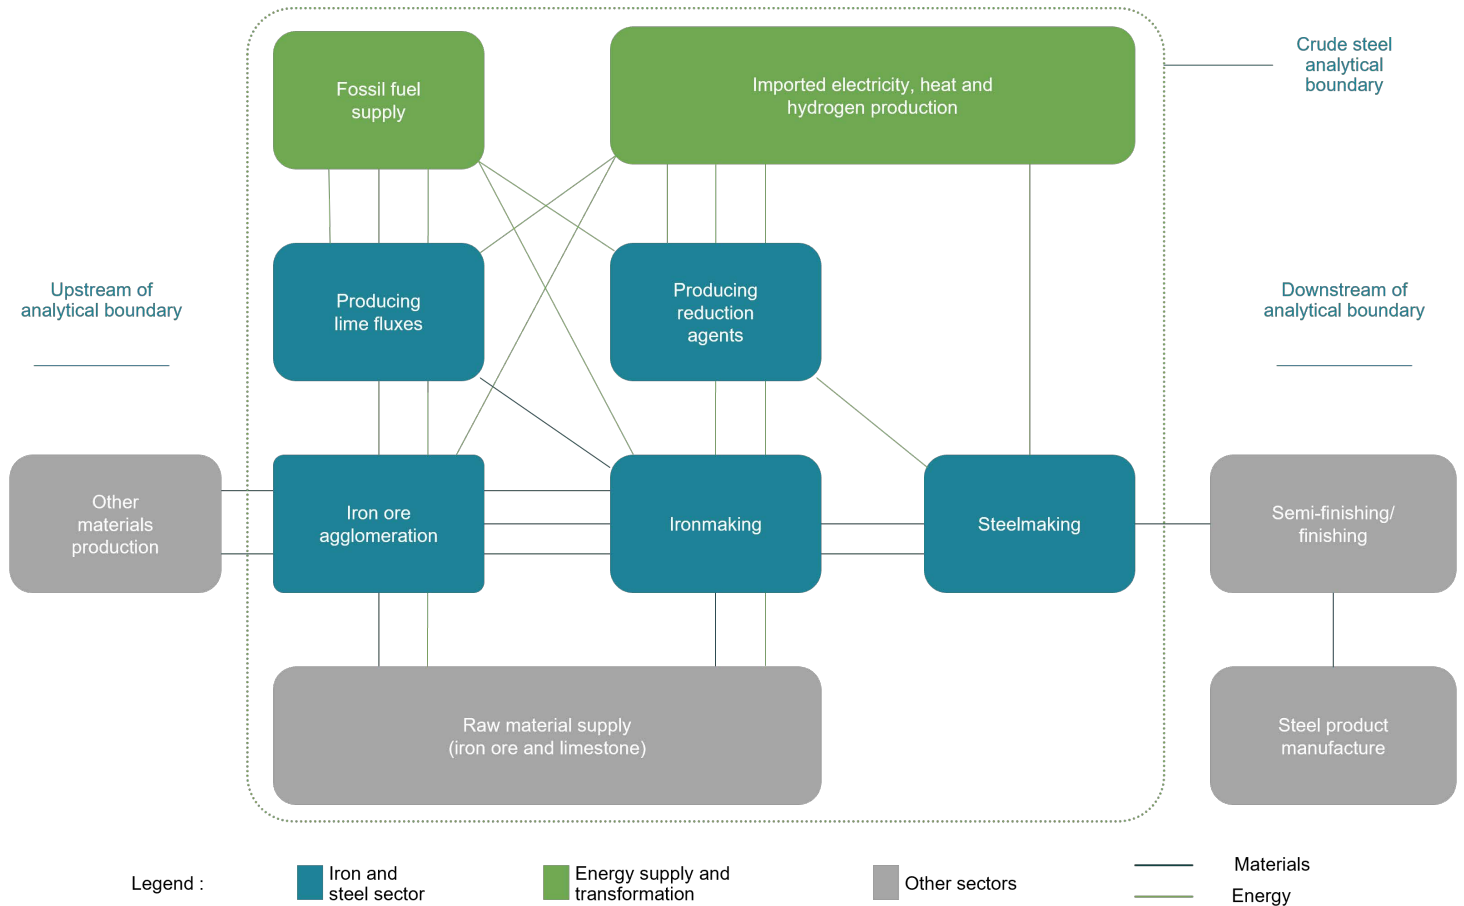 Fossil fuel
supply
Imported electricity, heat and
hydrogen production
Crude steel
analytical
boundary
Upstream of
analytical boundary
Producing
lime fluxes
Producing
reduction
agents
Downstream of
analytical boundary
Other
materials
production
Iron ore
agglomeration
Ironmaking
Steelmaking
Semi-finishing/
finishing
Raw material supply
(iron ore and limestone)
Steel product
manufacture
Legend :
Iron and
steel sector
Energy supply and
transformation
Other sectors
Materials
Energy